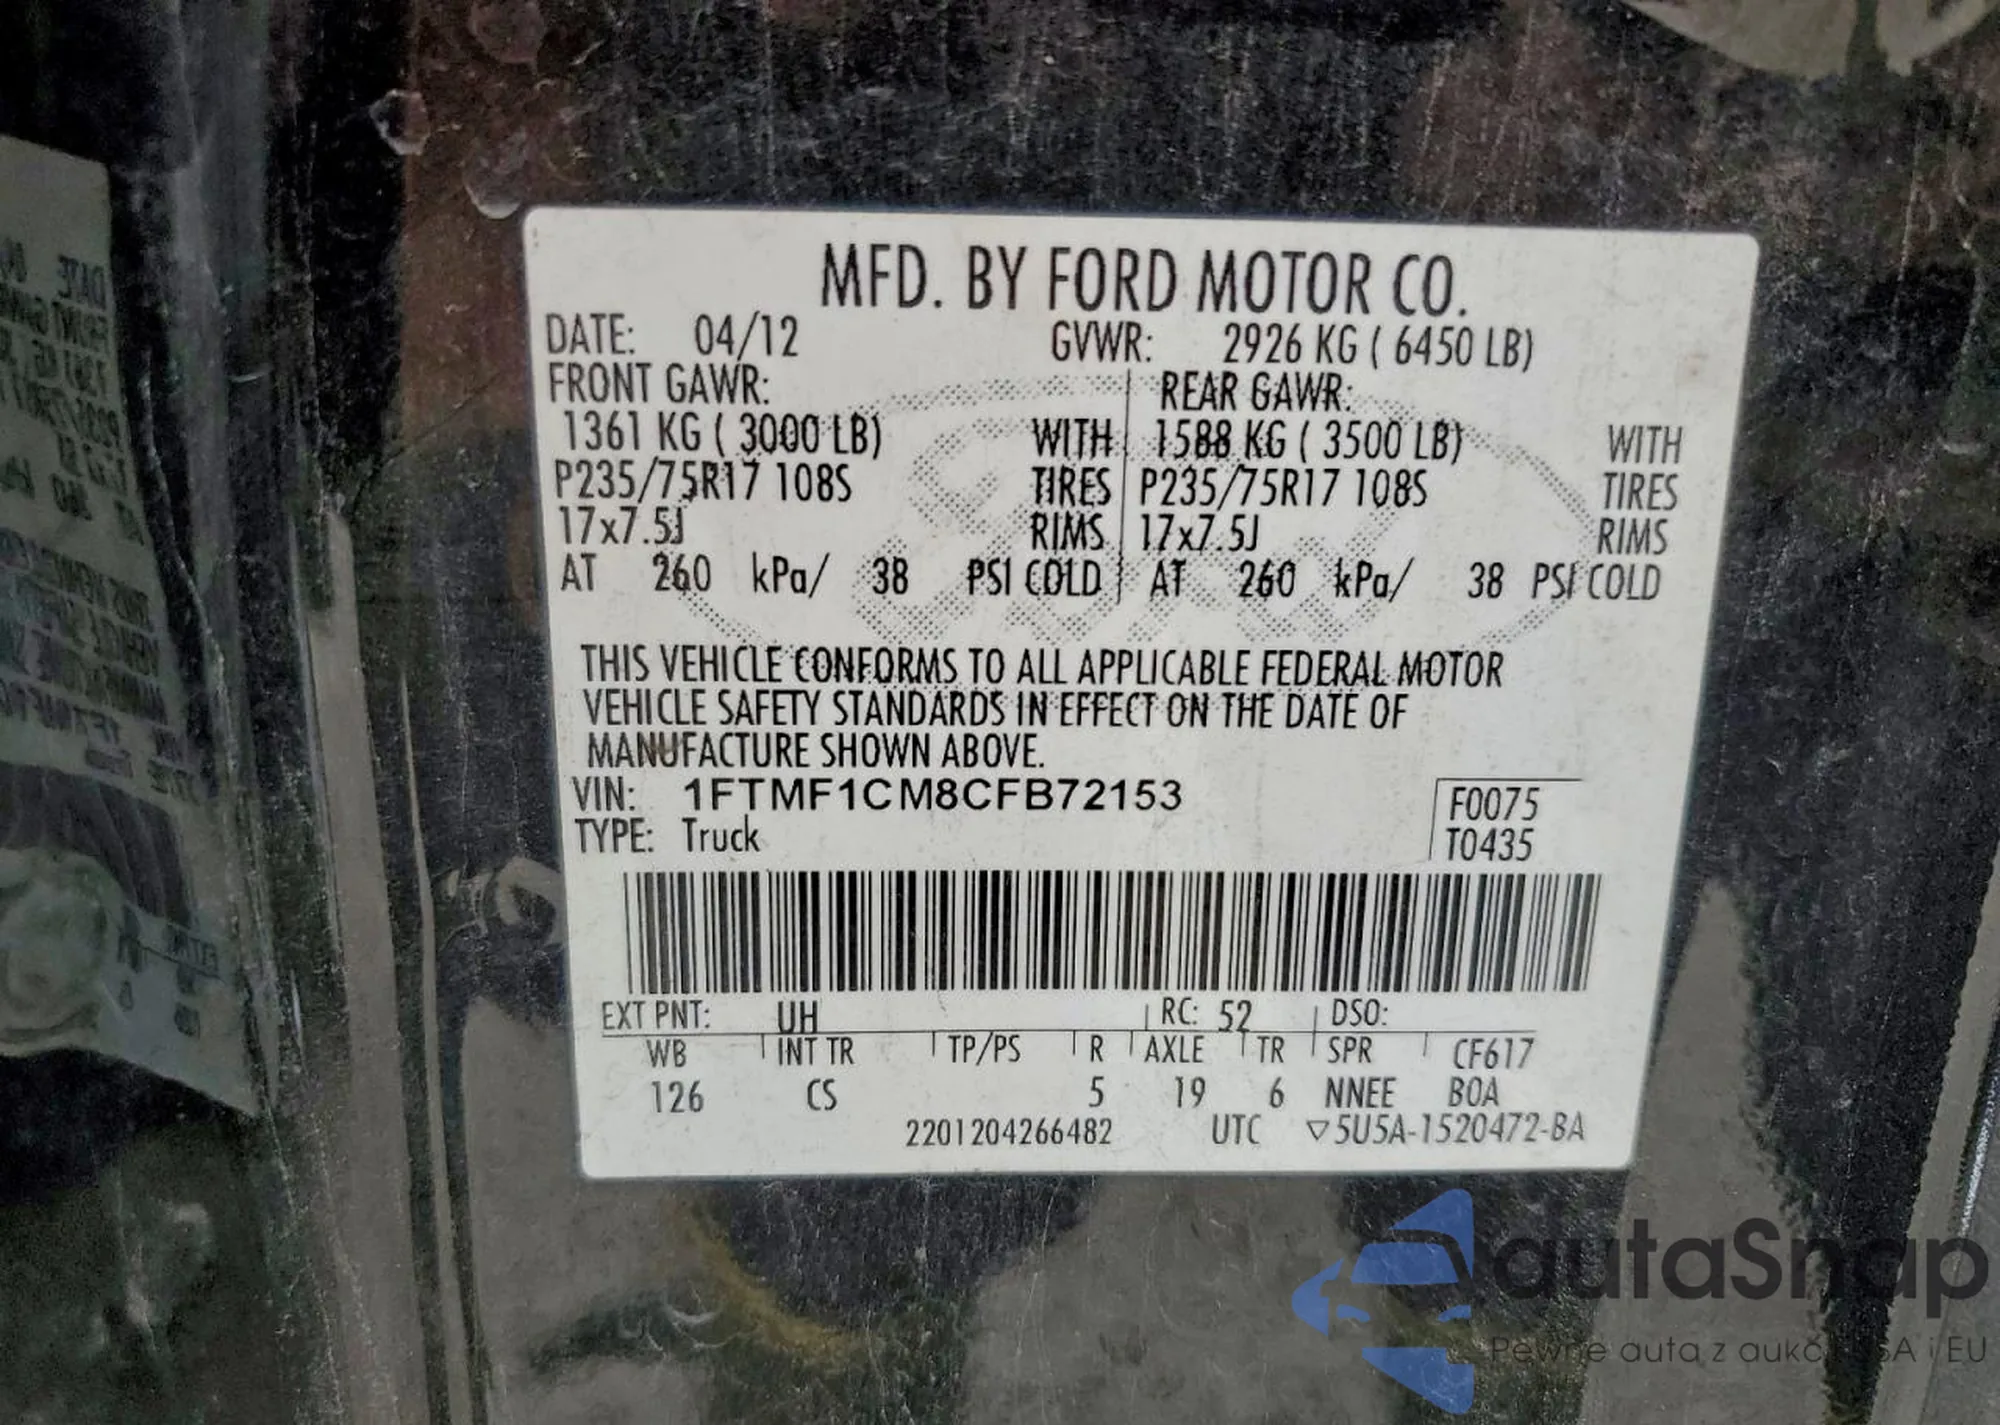 MFD. BY FORD MOTOR CO.
DATE: 04/12 GVWR: 2926 KG ( 6450 LB)
FRONT GAWR: REAR GAWR:
1361 KG ( 3000 LB) WITH 1588 KG ( 3500 LB) WITH
P235/75R17 108S TIRES P235/75R17 108S TIRES
17x7.5J RIMS 17x7.5J RIMS
AT 260 kPa/ 38 PSI COLD AT 260 kPa/ 38 PSI COLD
THIS VEHICLE CONFORMS TO ALL APPLICABLE FEDERAL MOTOR
VEHICLE SAFETY STANDARDS IN EFFECT ON THE DATE OF
MANUFACTURE SHOWN ABOVE.
VIN: 1FTMF1CM8CFB72153 F0075
TYPE: Truck T0435
EXT PNT: UH RC: 52 DSO:
WB INT TR TP/PS R AXLE TR SPR CF617
126 CS 5 19 6 NNEE BOA
2201204266482 UTC ▽5U5A-1520472-BA
autaSnap
Pewne auta z i EU